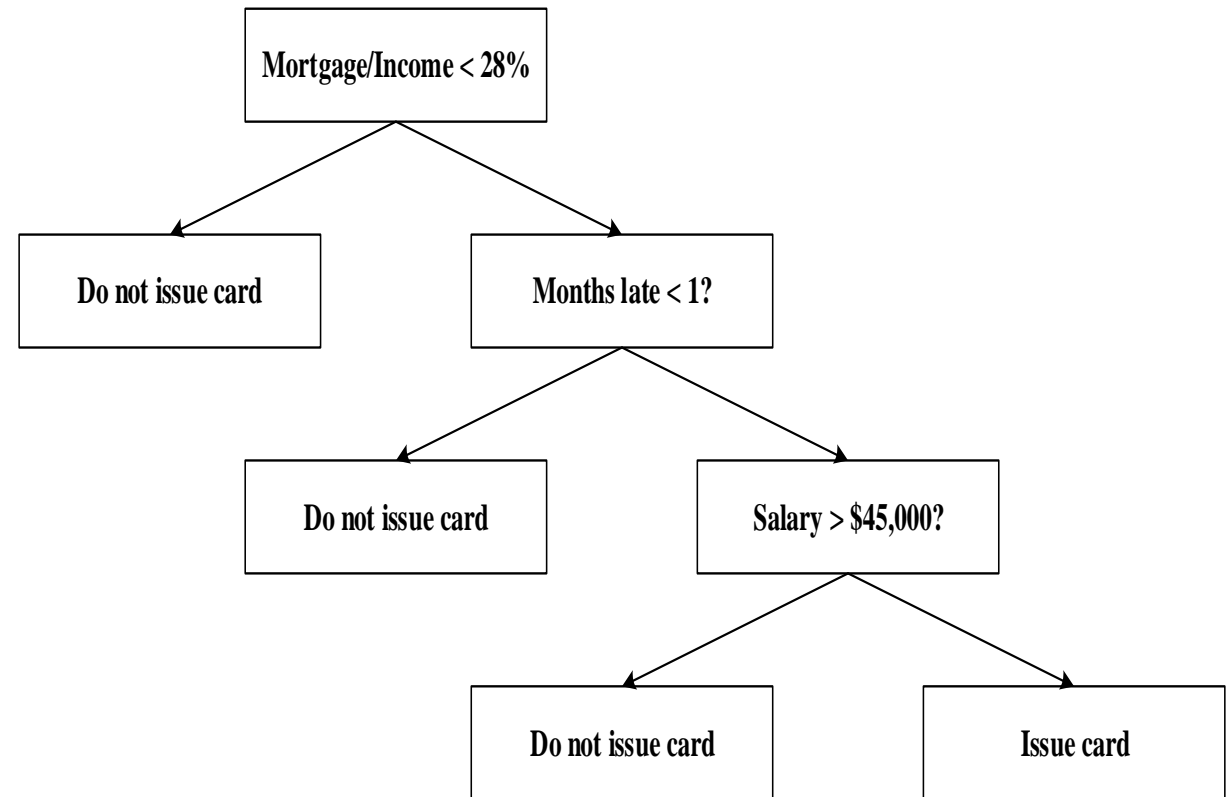 Mortgage/Income < 28%
Do not issue card
Months late < 1?
Do not issue card
Salary > $45,000?
Do not issue card
Issue card